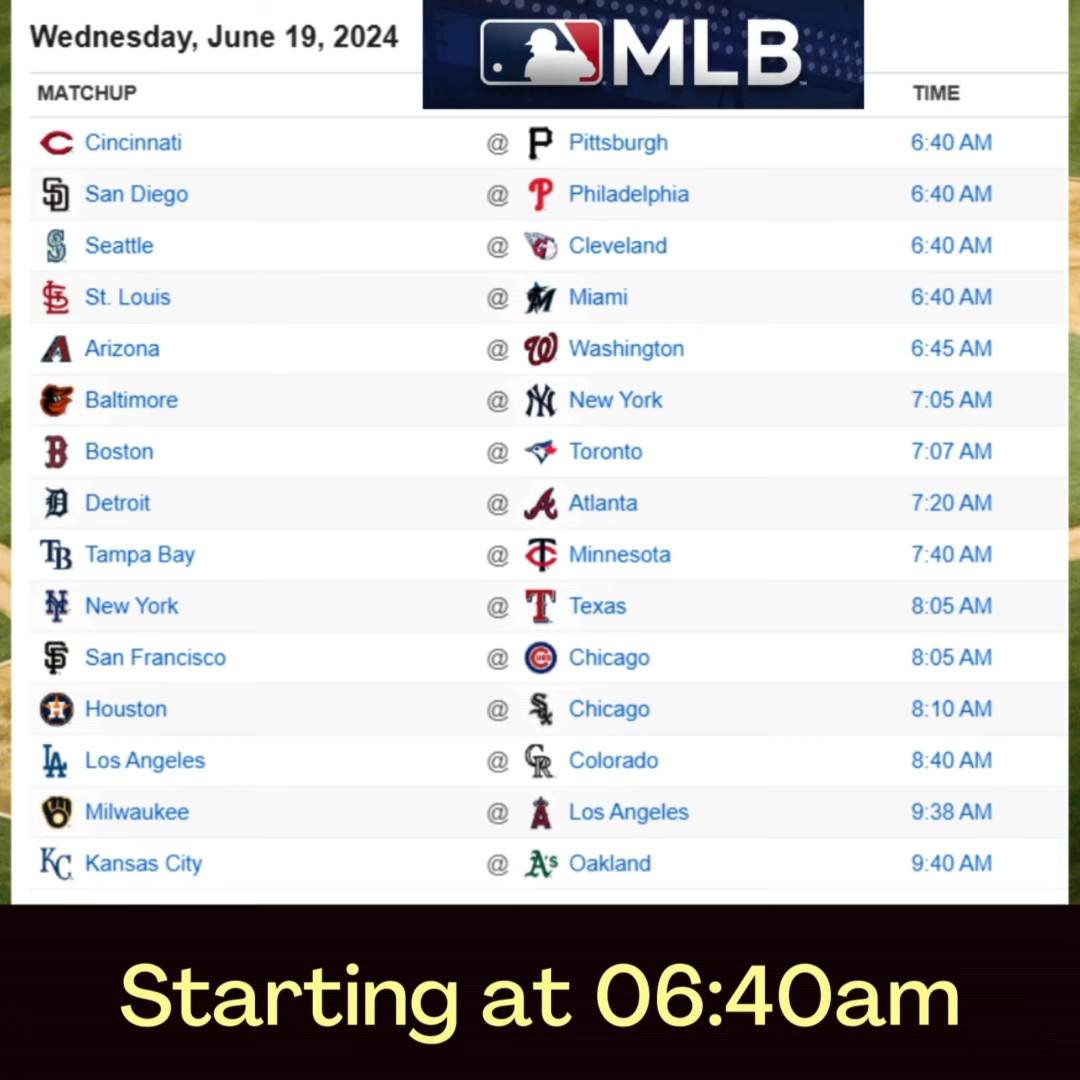 Wednesday, June 19, 2024
MLB
MATCHUP TIME
Cincinnati @ Pittsburgh 6:40 AM
San Diego @ Philadelphia 6:40 AM
Seattle @ Cleveland 6:40 AM
St. Louis @ Miami 6:40 AM
Arizona @ Washington 6:45 AM
Baltimore @ New York 7:05 AM
Boston @ Toronto 7:07 AM
Detroit @ Atlanta 7:20 AM
Tampa Bay @ Minnesota 7:40 AM
New York @ Texas 8:05 AM
San Francisco @ Chicago 8:05 AM
Houston @ Chicago 8:10 AM
Los Angeles @ Colorado 8:40 AM
Milwaukee @ Los Angeles 9:38 AM
Kansas City @ Oakland 9:40 AM
Starting at 06:40am